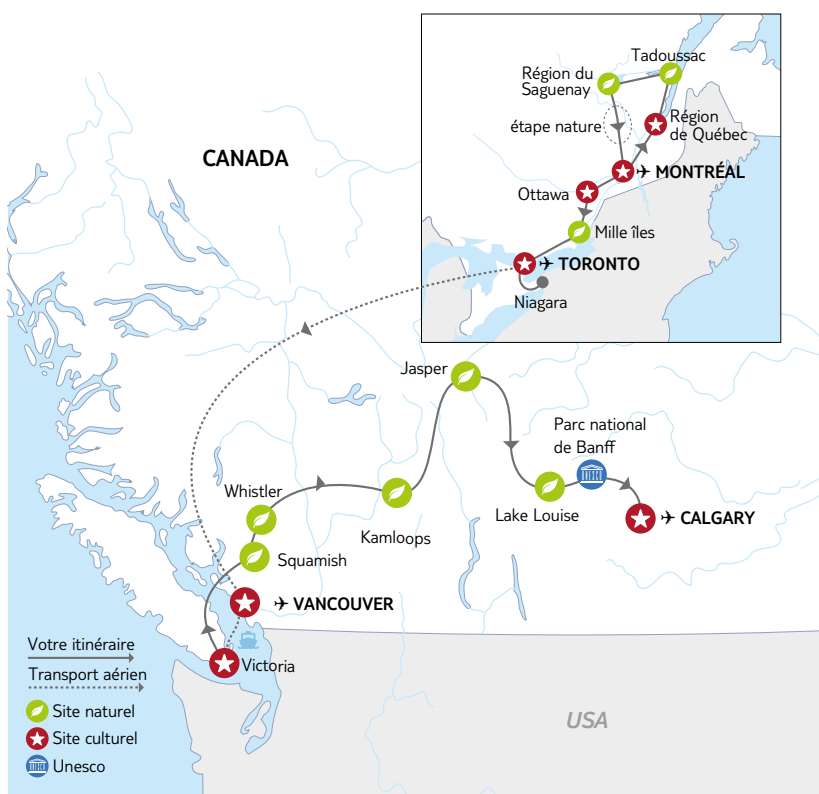 Tadoussac
Région du
Saguenay
étape nature
Région
de Québec
CANADA
MONTRÉAL
Ottawa
Mille îles
TORONTO
Niagara
Jasper
Parc national
de Banff
Whistler
Lake Louise
CALGARY
Kamloops
Squamish
VANCOUVER
Votre itinéraire
Victoria
Transport aérien
Site naturel
USA
Site culturel
Unesco